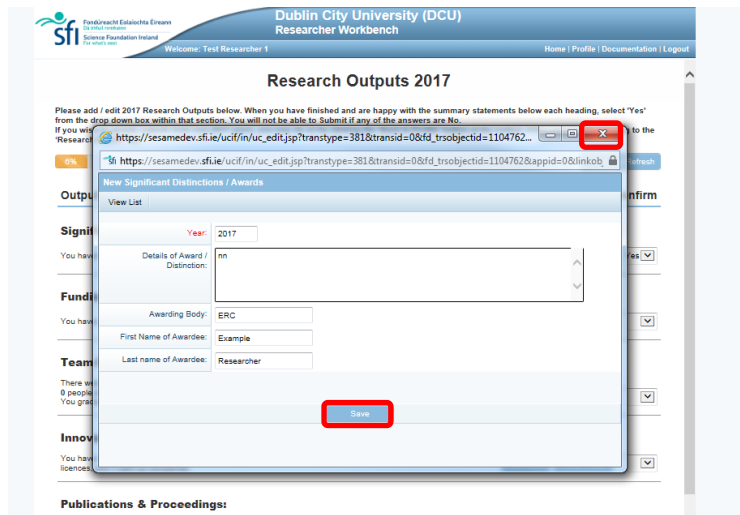 Fondúireacht Eolaíochta Éireann
Dublin City University (DCU)
Researcher Workbench
sfi
Science Foundation Ireland
For what's next
Welcome: Test Researcher 1
Home | Profile | Documentation | Logout
Research Outputs 2017
Please add / edit 2017 Research Outputs below. When you have finished and are happy with the summary statements below each heading, select 'Yes'
from the drop down box within that section. You will not be able to Submit if any of the answers are No.
If you wis
to the
'Research
https://sesamedev.sfi.ie/ucif/in/uc_edit.jsp?transtype=381&transid=0&fd_trsobjectid=1104762...
sfi https://sesamedev.sfi.ie/ucif/in/uc_edit.jsp?transtype=381&transid=0&fd_trsobjectid=1104762&appid=0&linkob
6%
Refresh
New Significant Distinctions / Awards
Outpu
nfirm
View List
Signif
Year: 2017
You have
Details of Award / Distinction: nn
es
Fundi
Awarding Body: ERC
You have
First Name of Awardee: Example
Last name of Awardee: Researcher
Team
There we
0 people
You grad
Save
Innov
You have
licences
Publications & Proceedings: